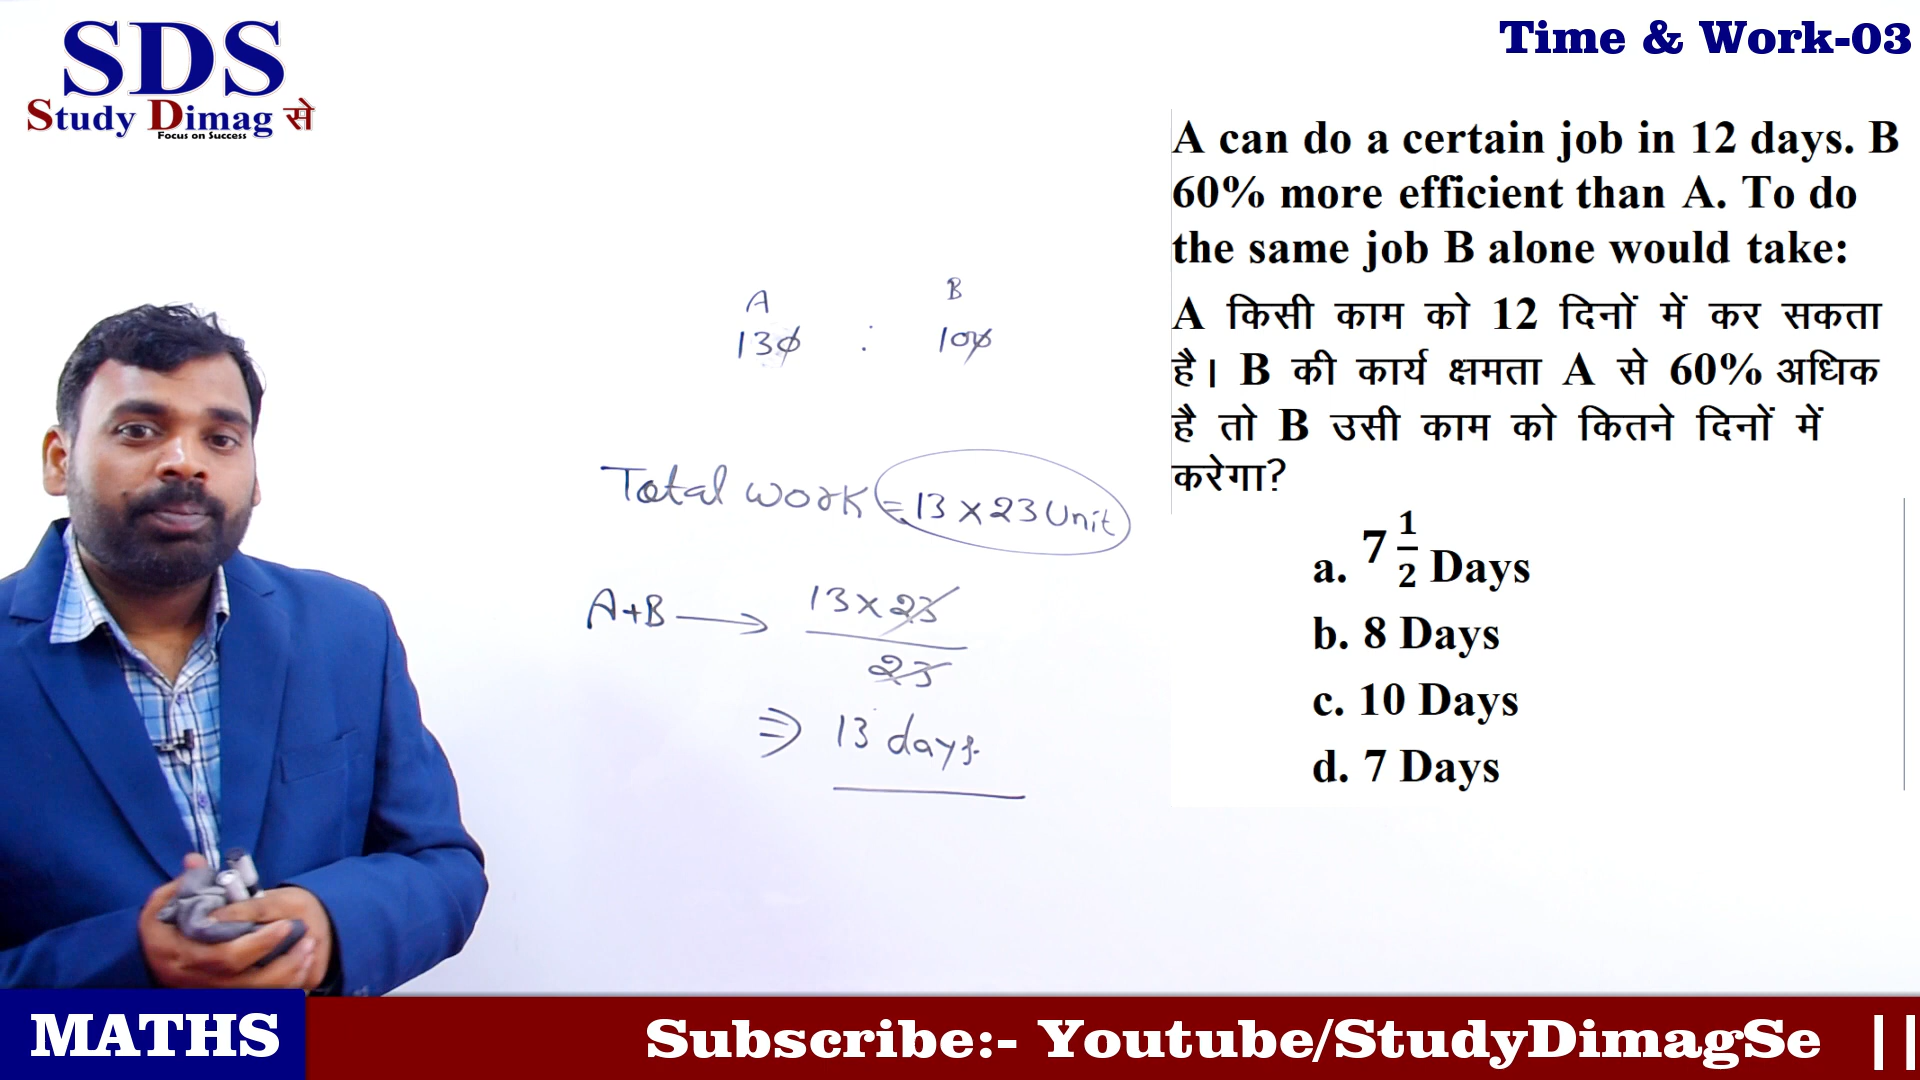 SDS
Study Dimag से
Focus on Success
Time & Work-03
A can do a certain job in 12 days. B
60% more efficient than A. To do
the same job B alone would take:
A किसी काम को 12 दिनों में कर सकता
है। B की कार्य क्षमता A से 60% अधिक
है तो B उसी काम को कितने दिनों में
करेगा?
a. 7 1/2 Days
b. 8 Days
c. 10 Days
d. 7 Days
A B
130 : 100
Total work = 13 × 23 Unit
A+B → 13 × 23
23
⇒ 13 days.
MATHS
Subscribe:- Youtube/StudyDimagSe ||